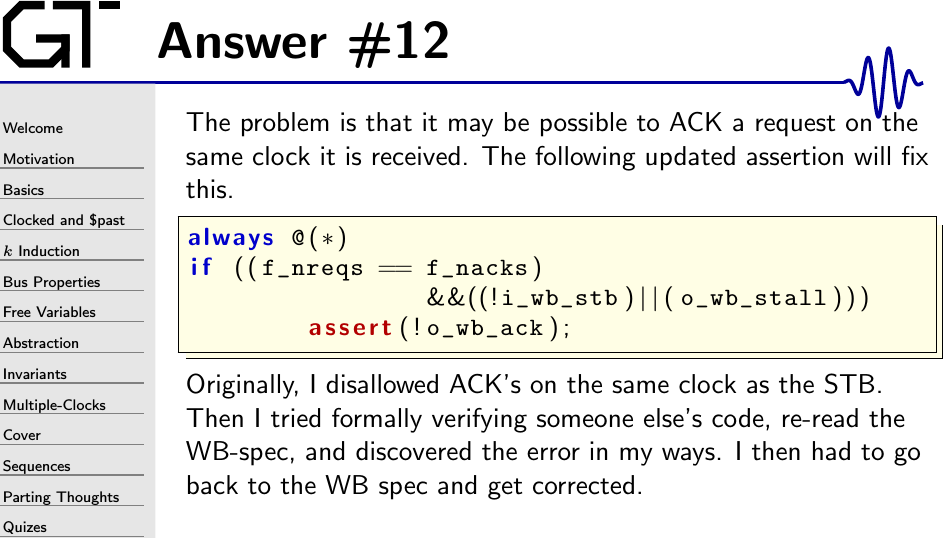 GT
Answer #12
Welcome
Motivation
Basics
Clocked and $past
k Induction
Bus Properties
Free Variables
Abstraction
Invariants
Multiple-Clocks
Cover
Sequences
Parting Thoughts
Quizes
The problem is that it may be possible to ACK a request on the
same clock it is received. The following updated assertion will fix
this.
always @(*)
if ((f_nreqs == f_nacks)
&&((!i_wb_stb)||(o_wb_stall)))
assert(!o_wb_ack);
Originally, I disallowed ACK's on the same clock as the STB.
Then I tried formally verifying someone else's code, re-read the
WB-spec, and discovered the error in my ways. I then had to go
back to the WB spec and get corrected.